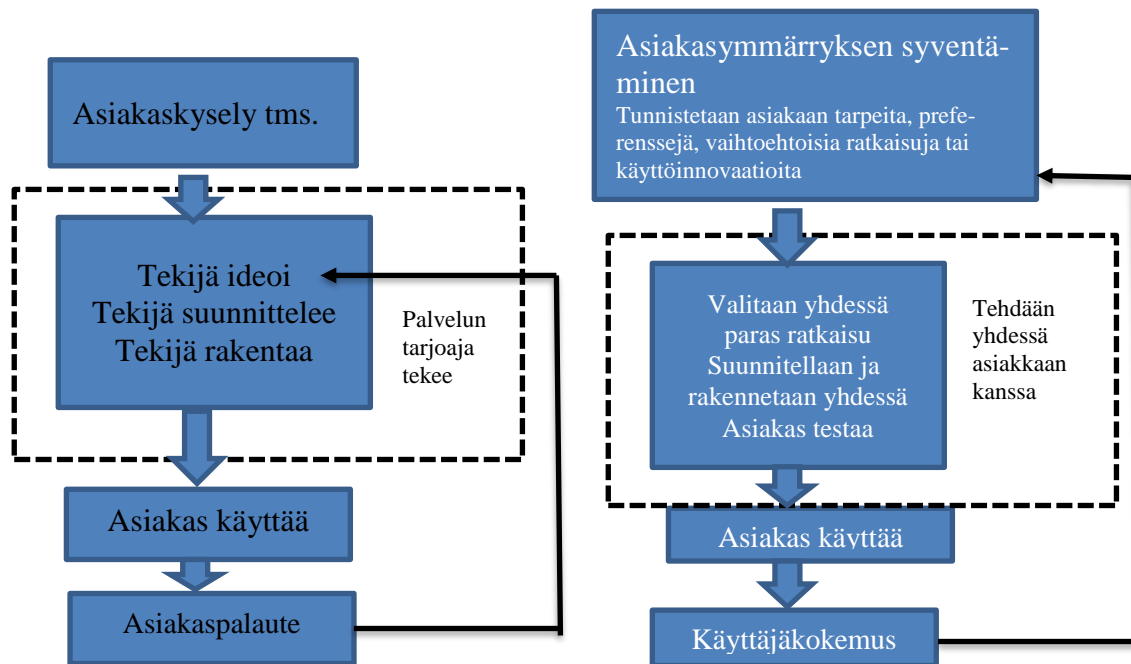 Asiakaskysely tms.
Tekijä ideoi
Tekijä suunnittelee
Tekijä rakentaa
Palvelun
tarjoaja
tekee
Asiakas käyttää
Asiakaspalaute
Asiakasymmärryksen syventä-
minen
Tunnistetaan asiakaan tarpeita, prefe-
renssejä, vaihtoehtoisia ratkaisuja tai
käyttöinnovaatioita
Valitaan yhdessä
paras ratkaisu
Suunnitellaan ja
rakennetaan yhdessä
Asiakas testaa
Tehdään
yhdessä
asiakkaan
kanssa
Asiakas käyttää
Käyttäjäkokemus